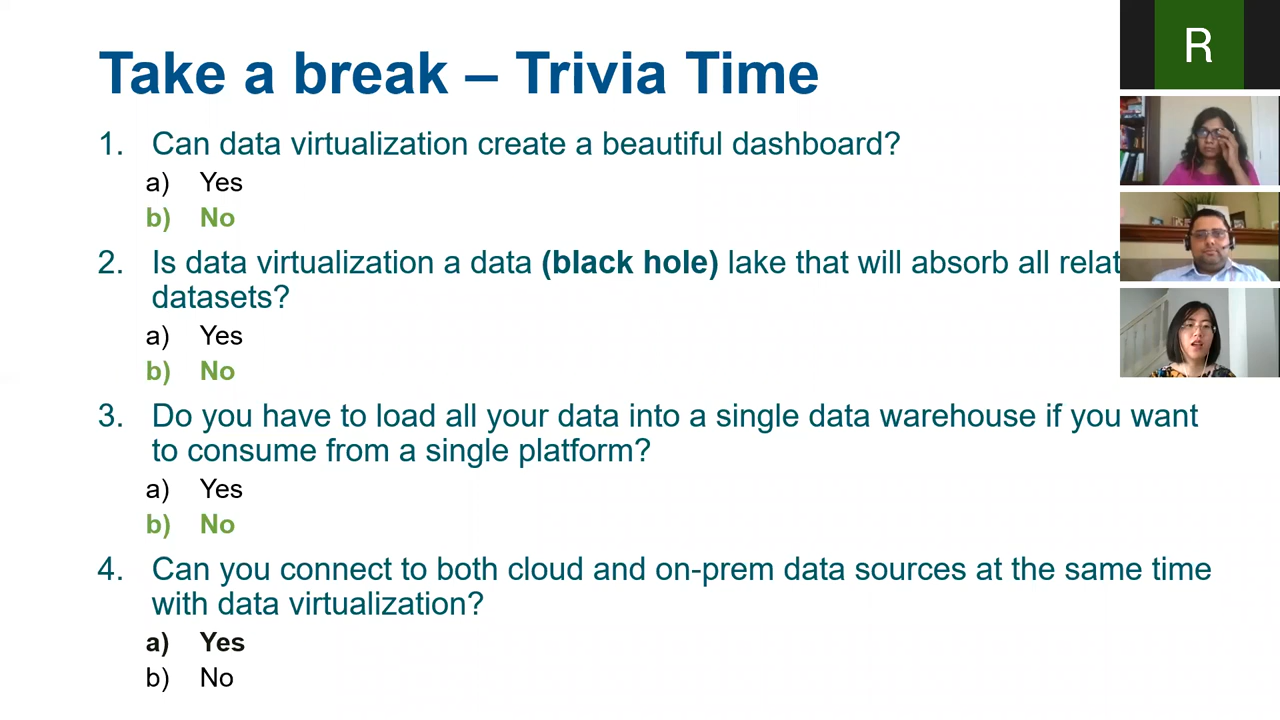 Take a break – Trivia Time
R
1. Can data virtualization create a beautiful dashboard?
a) Yes
b) No
2. Is data virtualization a data (black hole) lake that will absorb all relat
datasets?
a) Yes
b) No
3. Do you have to load all your data into a single data warehouse if you want
to consume from a single platform?
a) Yes
b) No
4. Can you connect to both cloud and on-prem data sources at the same time
with data virtualization?
a) Yes
b) No